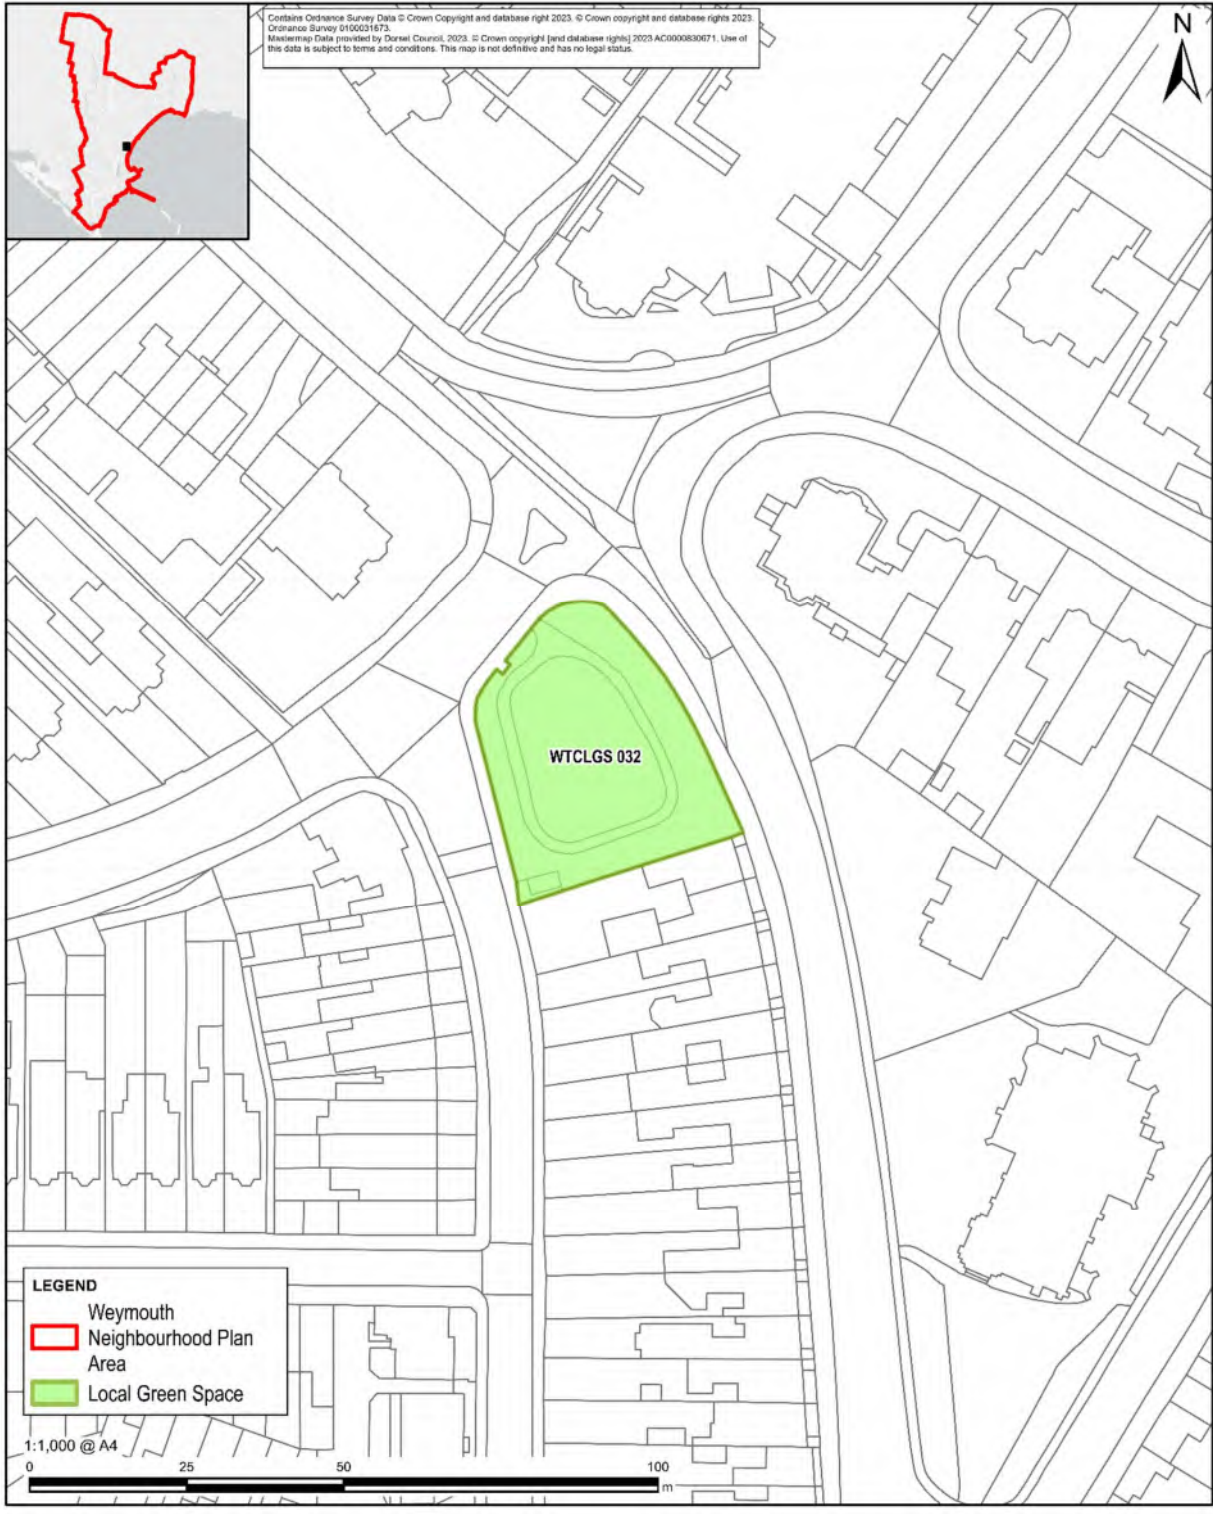 Contains Ordnance Survey Data © Crown Copyright and database right 2023. © Crown copyright and database rights 2023.
Ordnance Survey 0100031673.
Mastermap Data provided by Dorset Council, 2023. © Crown copyright [and database rights] 2023 AC0000830671. Use of
this data is subject to terms and conditions. This map is not definitive and has no legal status.
N
WTCLGS 032
LEGEND
Weymouth
Neighbourhood Plan
Area
Local Green Space
1:1,000 @ A4
0 25 50 100
m